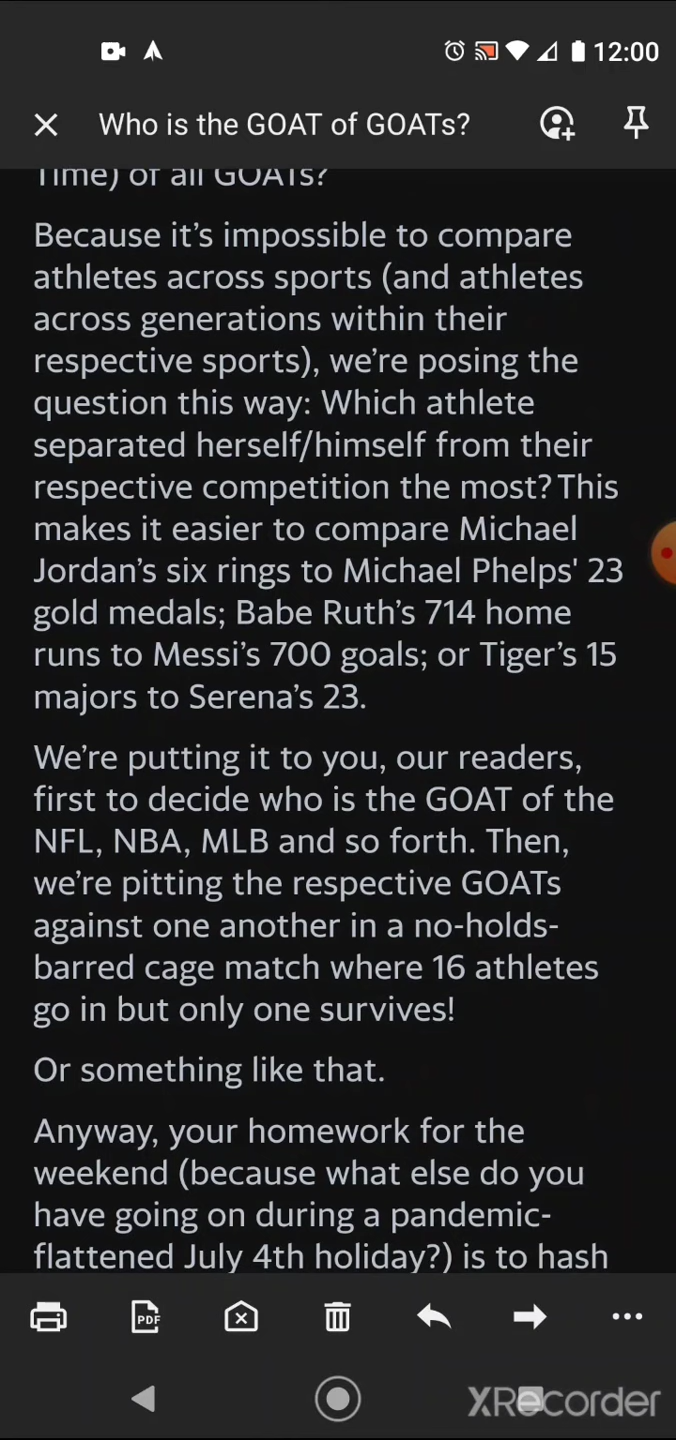 12:00
Who is the GOAT of GOATs?
Time) of all GOATs?
Because it’s impossible to compare
athletes across sports (and athletes
across generations within their
respective sports), we’re posing the
question this way: Which athlete
separated herself/himself from their
respective competition the most? This
makes it easier to compare Michael
Jordan’s six rings to Michael Phelps' 23
gold medals; Babe Ruth’s 714 home
runs to Messi’s 700 goals; or Tiger’s 15
majors to Serena’s 23.
We’re putting it to you, our readers,
first to decide who is the GOAT of the
NFL, NBA, MLB and so forth. Then,
we’re pitting the respective GOATs
against one another in a no-holds-
barred cage match where 16 athletes
go in but only one survives!
Or something like that.
Anyway, your homework for the
weekend (because what else do you
have going on during a pandemic-
flattened July 4th holiday?) is to hash
PDF
XRecorder